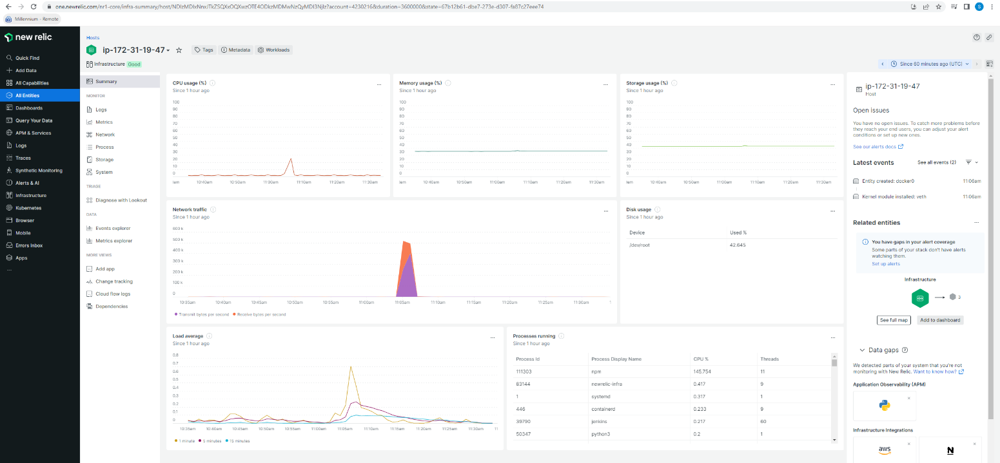 one.newrelic.com/nr1-core/infra-summary/host/NDIzMDIxNnxJTkZSQXxOQXwzOTE4ODkzMDMwNzQyMDI3NjIz?account=4230216&duration=3600000&state=67b12b61-dbe7-273e-d307-fa87c27eee74
S
Millennium - Remote
new relic
Quick Find
Add Data
All Capabilities
All Entities
Dashboards
Query Your Data
APM & Services
Logs
Traces
Synthetic Monitoring
Alerts & AI
Infrastructure
Kubernetes
Browser
Mobile
Errors Inbox
Apps
...
Hosts
ip-172-31-19-47
Tags
Metadata
Workloads
Infrastructure Good
Since 60 minutes ago (UTC)
Summary
MONITOR
Logs
Metrics
Network
Process
Storage
System
TRIAGE
Diagnose with Lookout
DATA
Events explorer
Metrics explorer
MORE VIEWS
Add app
Change tracking
Cloud flow logs
Dependencies
CPU usage (%)
Since 1 hour ago
100
90
80
70
60
50
40
30
20
10
0
am 10:40am 10:50am 11:00am 11:10am 11:20am 11:30am
Memory usage (%)
Since 1 hour ago
100
90
80
70
60
50
40
30
20
10
0
am 10:40am 10:50am 11:00am 11:10am 11:20am 11:30am
Storage usage (%)
Since 1 hour ago
100
90
80
70
60
50
40
30
20
10
0
am 10:40am 10:50am 11:00am 11:10am 11:20am 11:30am
Network traffic
Since 1 hour ago
600 k
500 k
400 k
300 k
200 k
100 k
0
10:35am 10:40am 10:45am 10:50am 10:55am 11:00am 11:05am 11:10am 11:15am 11:20am 11:25am 11:30am 1
Transmit bytes per second Receive bytes per second
Disk usage
Since 1 hour ago
Device Used %
/dev/root 42.645
Load average
Since 1 hour ago
0.8
0.7
0.6
0.5
0.4
0.3
0.2
0.1
0
10:35am 10:40am 10:45am 10:50am 10:55am 11:00am 11:05am 11:10am 11:15am 11:20am 11:25am 11:30am 11
1 minute 5 minutes 15 minutes
Processes running
Since 1 hour ago
Process Id Process Display Name CPU % Threads
111303 npm 145.754 11
83144 newrelic-infra 0.417 9
1 systemd 0.317 1
446 containerd 0.233 9
39790 jenkins 0.217 60
50347 python3 0.2 1
ip-172-31-19-47
Host
Open issues
You have no open issues. To catch more problems before
they reach your end users, you can adjust your alert
conditions or set up new ones.
See our alerts docs
Latest events See all events (2)
Entity created: docker0 11:06am
Kernel module installed: veth 11:06am
Related entities
You have gaps in your alert coverage
Some parts of your stack don't have alerts
watching them.
Set up alerts
Infrastructure
3
See full map Add to dashboard
Data gaps
We detected parts of your system that you're not
monitoring with New Relic. Want to know how?
Application Observability (APM)
Infrastructure Integrations
aws
N